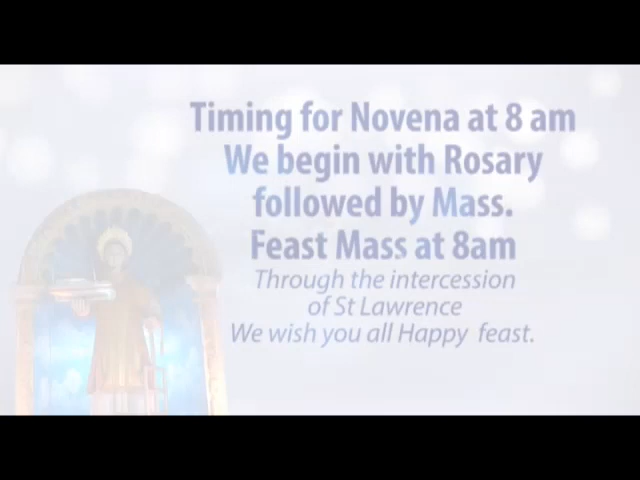 Timing for Novena at 8 am
We begin with Rosary
followed by Mass.
Feast Mass at 8am
Through the intercession
of St Lawrence
We wish you all Happy feast.